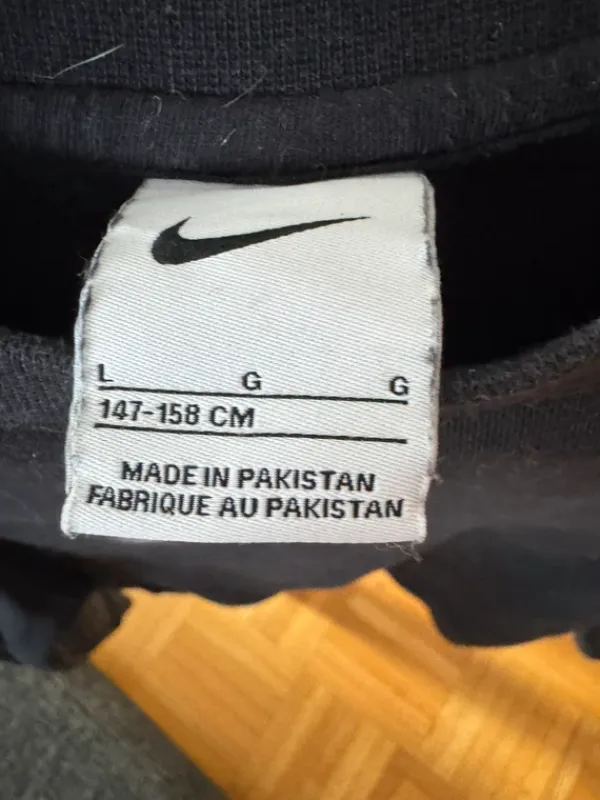 L G G
147-158 CM
MADE IN PAKISTAN
FABRIQUE AU PAKISTAN